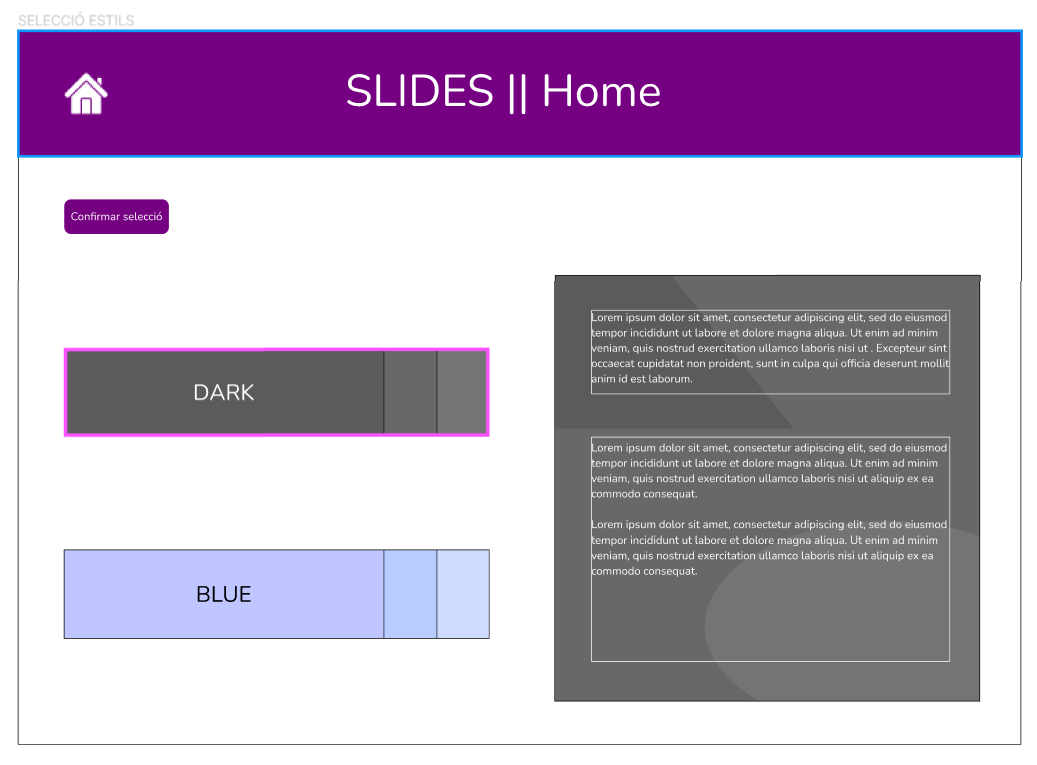 SELECCIÓ ESTILS
SLIDES || Home
Confirmar selecció
DARK
BLUE
Lorem ipsum dolor sit amet, consectetur adipiscing elit, sed do eiusmod
tempor incididunt ut labore et dolore magna aliqua. Ut enim ad minim
veniam, quis nostrud exercitation ullamco laboris nisi ut . Excepteur sint
occaecat cupidatat non proident, sunt in culpa qui officia deserunt mollit
anim id est laborum.
Lorem ipsum dolor sit amet, consectetur adipiscing elit, sed do eiusmod
tempor incididunt ut labore et dolore magna aliqua. Ut enim ad minim
veniam, quis nostrud exercitation ullamco laboris nisi ut aliquip ex ea
commodo consequat.
Lorem ipsum dolor sit amet, consectetur adipiscing elit, sed do eiusmod
tempor incididunt ut labore et dolore magna aliqua. Ut enim ad minim
veniam, quis nostrud exercitation ullamco laboris nisi ut aliquip ex ea
commodo consequat.